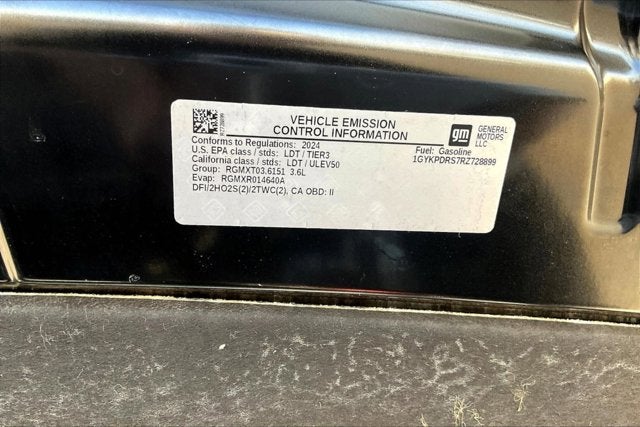 VEHICLE EMISSION
CONTROL INFORMATION
gm GENERAL MOTORS LLC
Conforms to Regulations: 2024
Fuel: Gasoline
U.S. EPA class / stds: LDT / TIER3
1GYKPDRS7RZ728899
California class / stds: LDT / ULEV50
Group: RGMXT03.6151 3.6L
Evap: RGMXR014640A
DFI/2HO2S(2)/2TWC(2), CA OBD: II